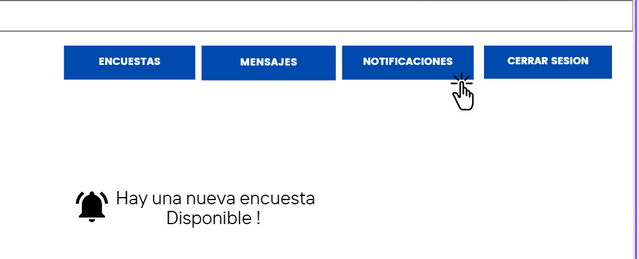 ENCUESTAS
MENSAJES
NOTIFICACIONES
CERRAR SESION
Hay una nueva encuesta
Disponible !